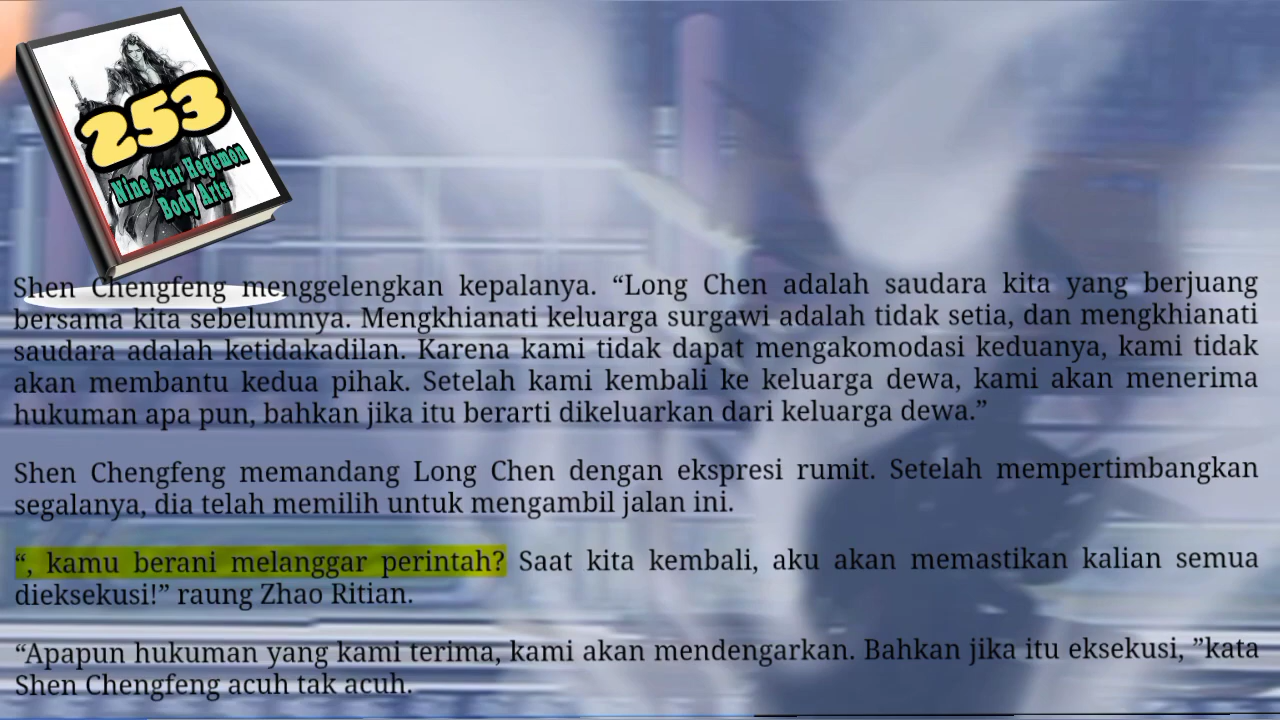 253
Nine Star Hegemon
Body Arts
Shen Chengfeng menggelengkan kepalanya. “Long Chen adalah saudara kita yang berjuang
bersama kita sebelumnya. Mengkhianati keluarga surgawi adalah tidak setia, dan mengkhianati
saudara adalah ketidakadilan. Karena kami tidak dapat mengakomodasi keduanya, kami tidak
akan membantu kedua pihak. Setelah kami kembali ke keluarga dewa, kami akan menerima
hukuman apa pun, bahkan jika itu berarti dikeluarkan dari keluarga dewa.”
Shen Chengfeng memandang Long Chen dengan ekspresi rumit. Setelah mempertimbangkan
segalanya, dia telah memilih untuk mengambil jalan ini.
“, kamu berani melanggar perintah? Saat kita kembali, aku akan memastikan kalian semua
dieksekusi!” raung Zhao Ritian.
“Apapun hukuman yang kami terima, kami akan mendengarkan. Bahkan jika itu eksekusi, ”kata
Shen Chengfeng acuh tak acuh.